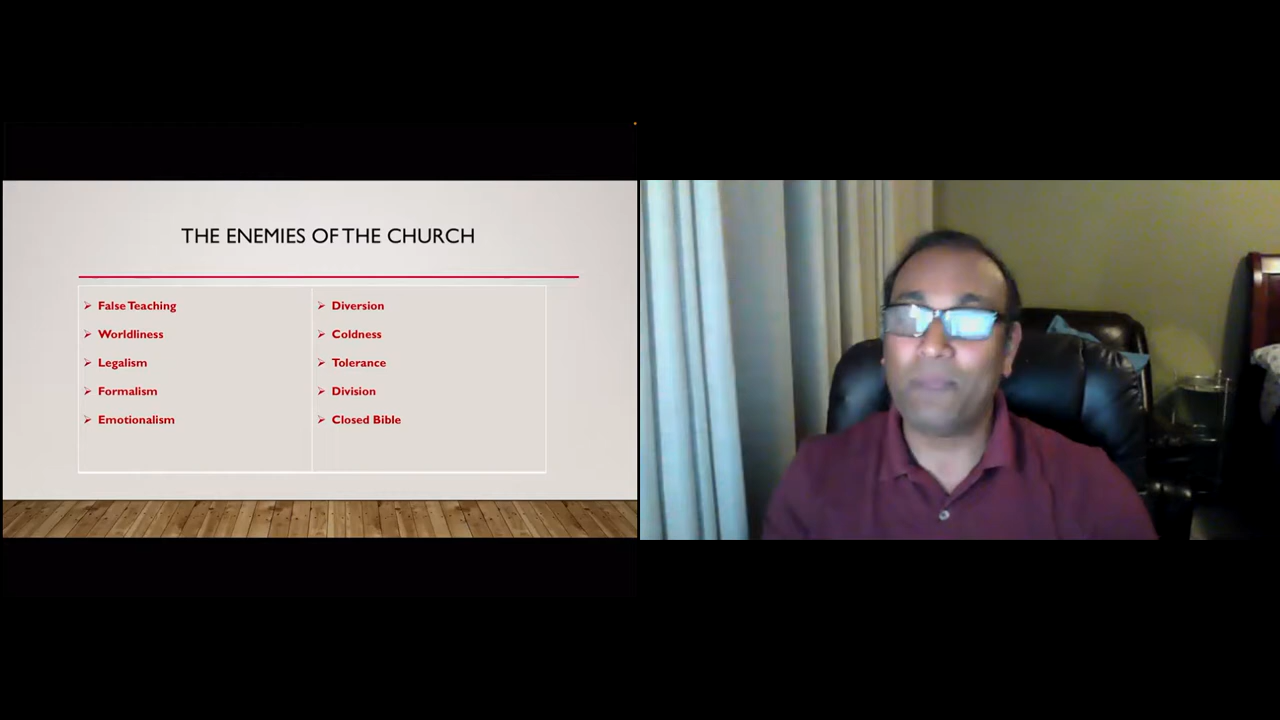 THE ENEMIES OF THE CHURCH
False Teaching
Worldliness
Legalism
Formalism
Emotionalism
Diversion
Coldness
Tolerance
Division
Closed Bible